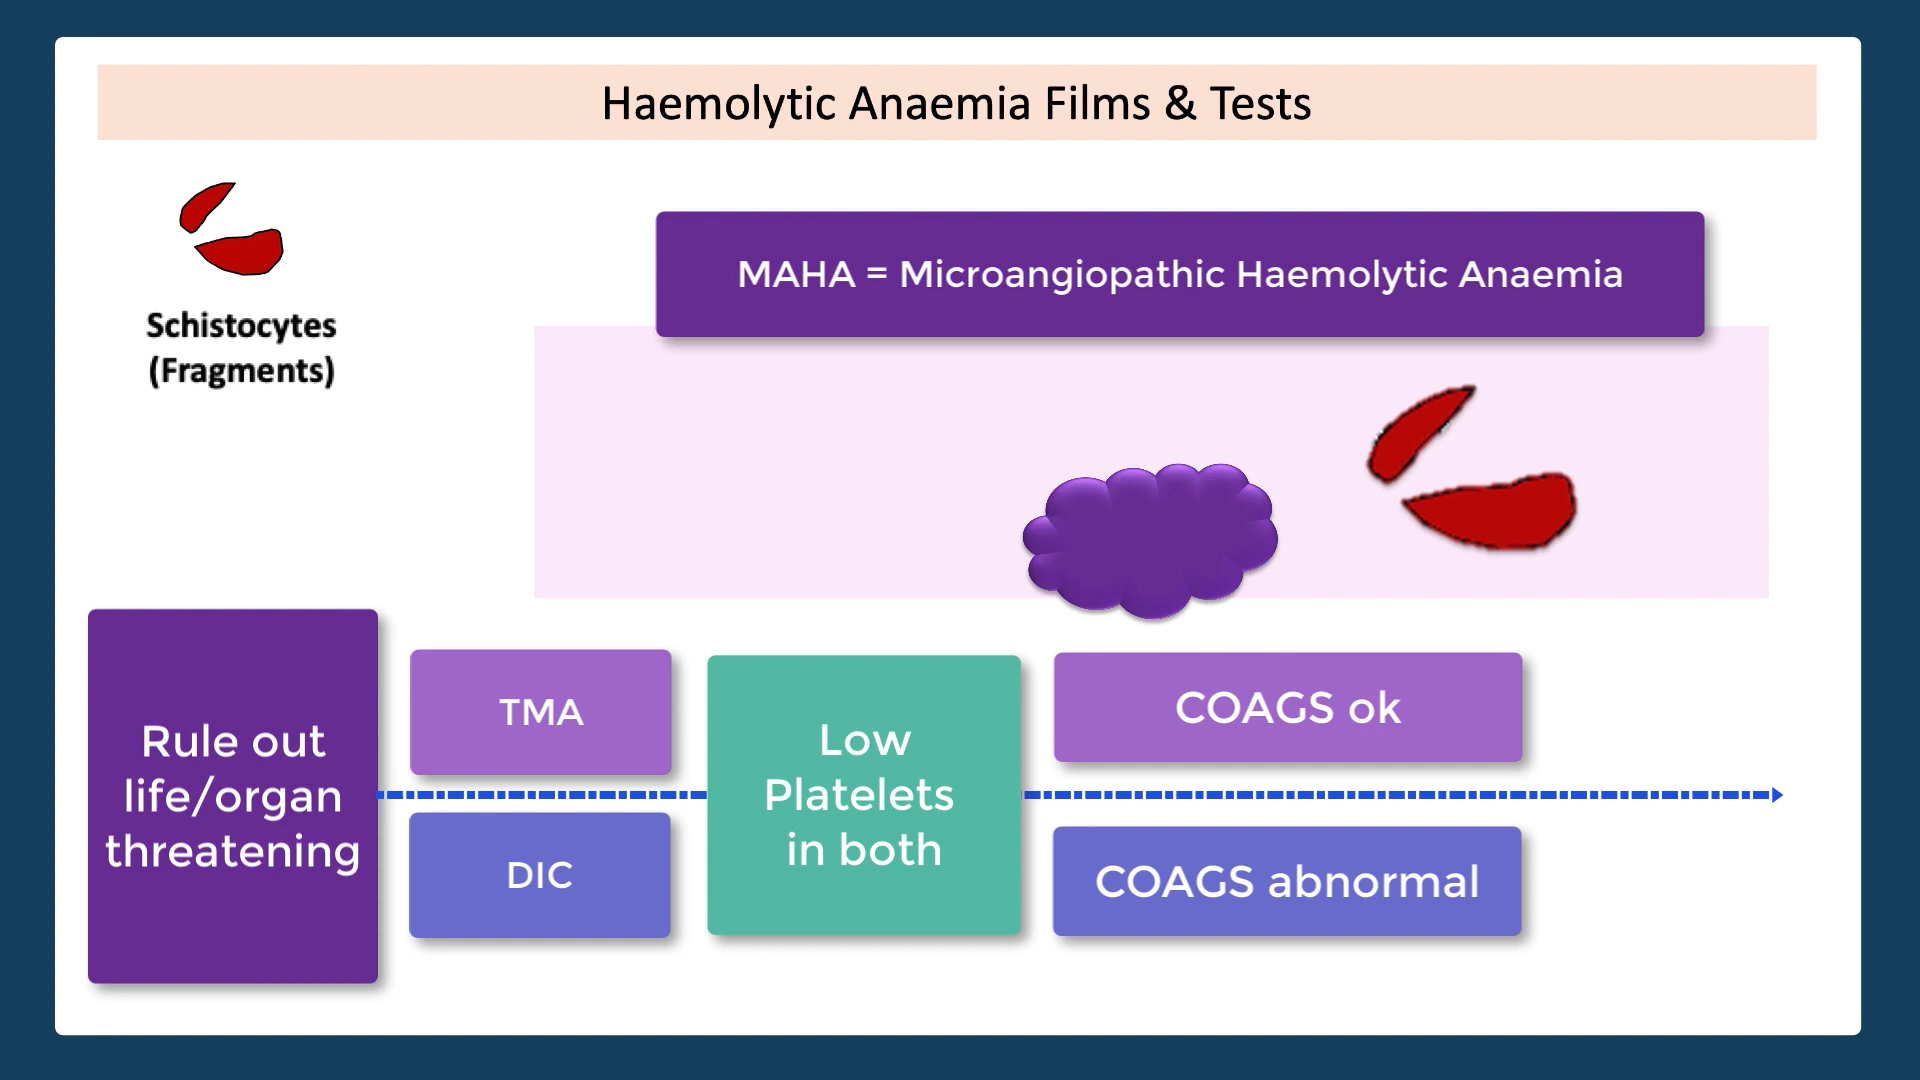 Haemolytic Anaemia Films & Tests
Schistocytes
(Fragments)
MAHA = Microangiopathic Haemolytic Anaemia
Rule out
life/organ
threatening
TMA
DIC
Low
Platelets
in both
COAGS ok
COAGS abnormal